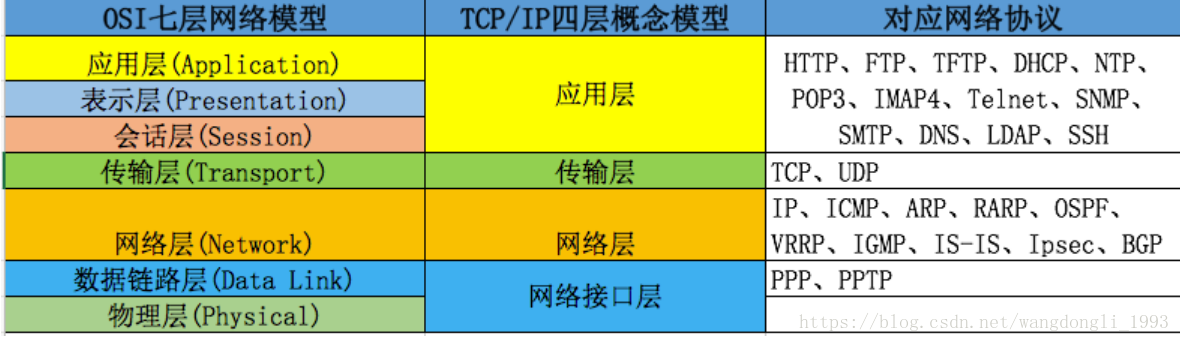 OSI七层网络模型 TCP/IP四层概念模型 对应网络协议
应用层(Application)
表示层(Presentation)
会话层(Session)
应用层
HTTP、FTP、TFTP、DHCP、NTP、
POP3、IMAP4、Telnet、SNMP、
SMTP、DNS、LDAP、SSH
传输层(Transport) 传输层 TCP、UDP
网络层(Network) 网络层
IP、ICMP、ARP、RARP、OSPF、
VRRP、IGMP、IS-IS、Ipsec、BGP
数据链路层(Data Link)
物理层(Physical)
网络接口层
PPP、PPTP
https://blog.csdn.net/wangdongli_1993